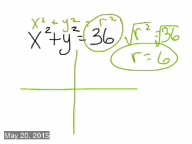 x² + y² = r²
x² + y² = 36
√r² = √36
r = 6
May 20, 2015